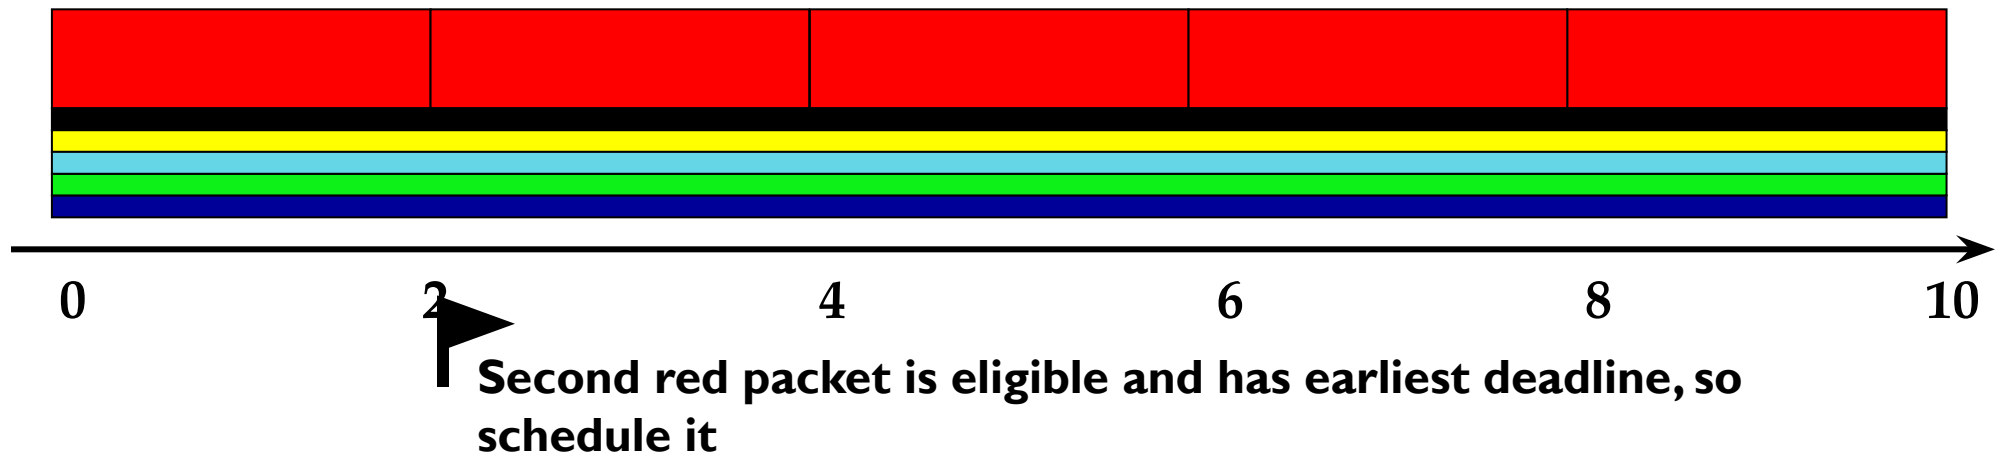 0 2 4 6 8 10
Second red packet is eligible and has earliest deadline, so
schedule it